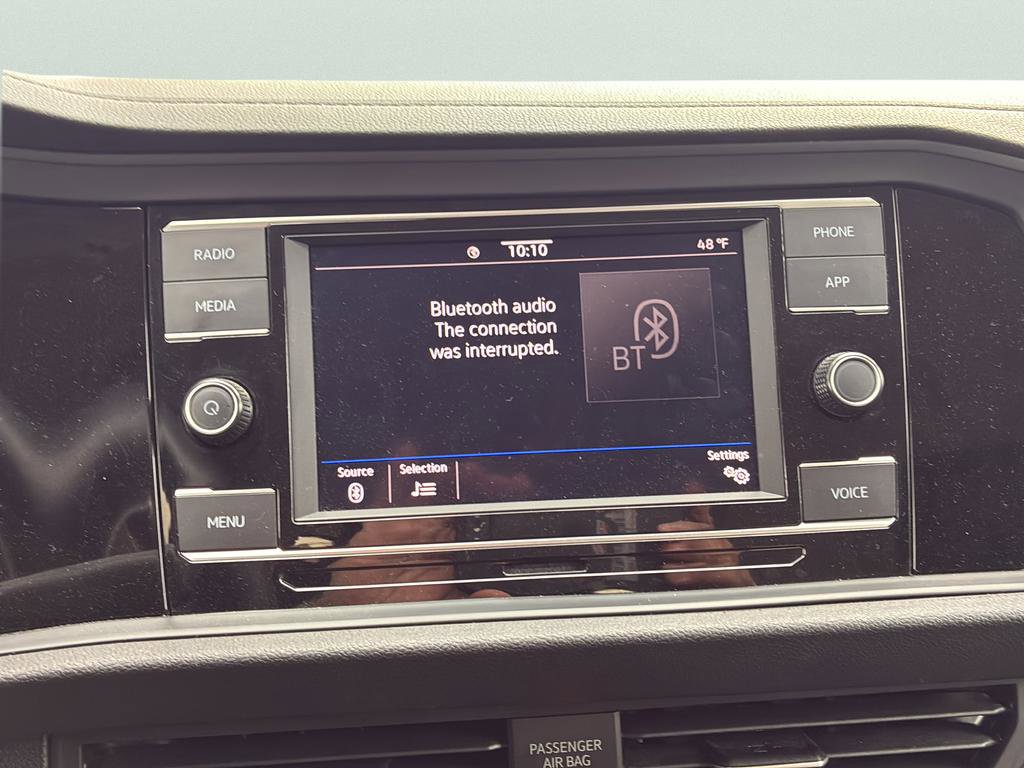 RADIO
MEDIA
10:10
48 °F
PHONE
APP
Bluetooth audio
The connection
was interrupted.
BT
Source
Selection
Settings
MENU
VOICE
PASSENGER
AIR BAG